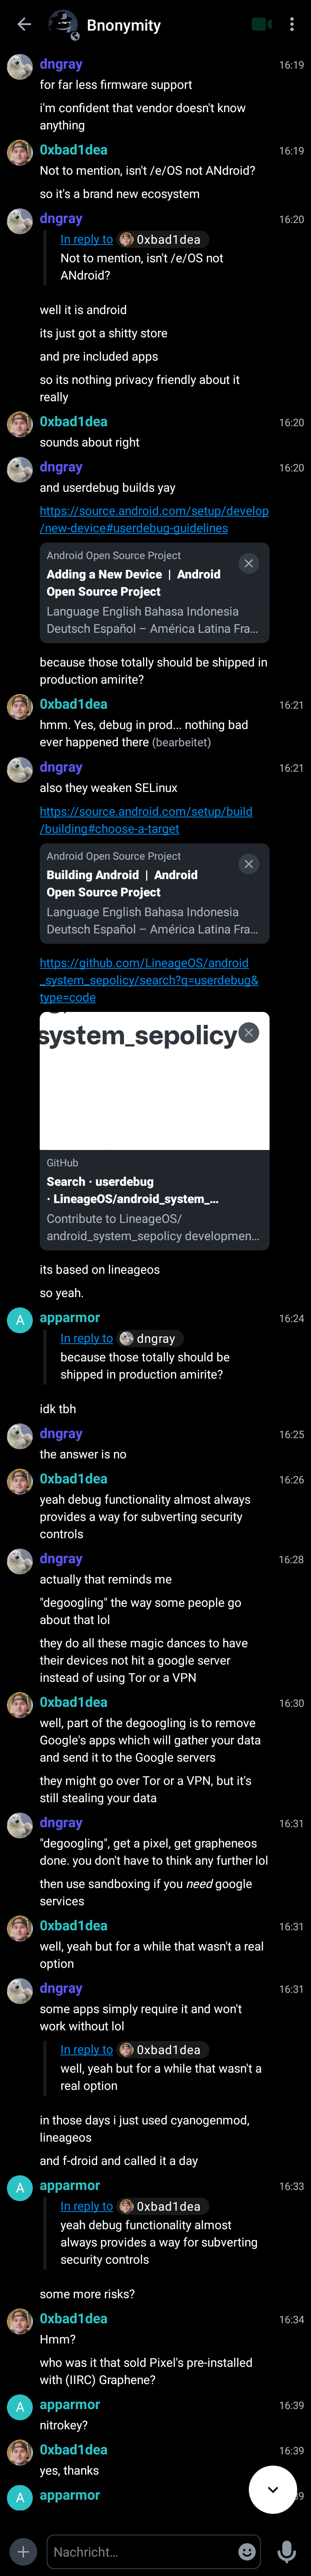 Bnonymity
dngray
16:19
for far less firmware support
i'm confident that vendor doesn't know
anything
0xbad1dea
16:19
Not to mention, isn't /e/OS not ANdroid?
so it's a brand new ecosystem
dngray
16:20
In reply to 0xbad1dea
Not to mention, isn't /e/OS not
ANdroid?
well it is android
its just got a shitty store
and pre included apps
so its nothing privacy friendly about it
really
0xbad1dea
16:20
sounds about right
dngray
16:20
and userdebug builds yay
https://source.android.com/setup/develop
/new-device#userdebug-guidelines
Android Open Source Project
Adding a New Device | Android
Open Source Project
Language English Bahasa Indonesia
Deutsch Español – América Latina Fra...
because those totally should be shipped in
production amirite?
0xbad1dea
16:21
hmm. Yes, debug in prod... nothing bad
ever happened there (bearbeitet)
dngray
16:21
also they weaken SELinux
https://source.android.com/setup/build
/building#choose-a-target
Android Open Source Project
Building Android | Android
Open Source Project
Language English Bahasa Indonesia
Deutsch Español – América Latina Fra...
https://github.com/LineageOS/android
_system_sepolicy/search?q=userdebug&
type=code
system_sepolicy
GitHub
Search · userdebug
· LineageOS/android_system_...
Contribute to LineageOS/
android_system_sepolicy developmen...
its based on lineageos
so yeah.
A
apparmor
16:24
In reply to dngray
because those totally should be
shipped in production amirite?
idk tbh
dngray
16:25
the answer is no
0xbad1dea
16:26
yeah debug functionality almost always
provides a way for subverting security
controls
dngray
16:28
actually that reminds me
"degoogling" the way some people go
about that lol
they do all these magic dances to have
their devices not hit a google server
instead of using Tor or a VPN
0xbad1dea
16:30
well, part of the degoogling is to remove
Google's apps which will gather your data
and send it to the Google servers
they might go over Tor or a VPN, but it's
still stealing your data
dngray
16:31
"degoogling", get a pixel, get grapheneos
done. you don't have to think any further lol
then use sandboxing if you need google
services
0xbad1dea
16:31
well, yeah but for a while that wasn't a real
option
dngray
16:31
some apps simply require it and won't
work without lol
In reply to 0xbad1dea
well, yeah but for a while that wasn't a
real option
in those days i just used cyanogenmod,
lineageos
and f-droid and called it a day
A
apparmor
16:33
In reply to 0xbad1dea
yeah debug functionality almost
always provides a way for subverting
security controls
some more risks?
0xbad1dea
16:34
Hmm?
who was it that sold Pixel's pre-installed
with (IIRC) Graphene?
A
apparmor
16:39
nitrokey?
0xbad1dea
16:39
yes, thanks
A
apparmor
Nachricht...